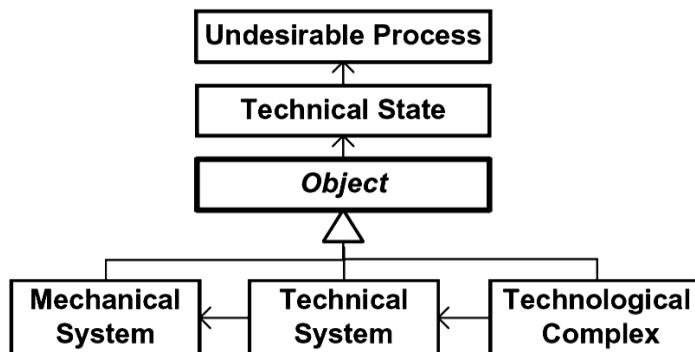 Undesirable Process
Technical State
Object
Mechanical
System
Technical
System
Technological
Complex